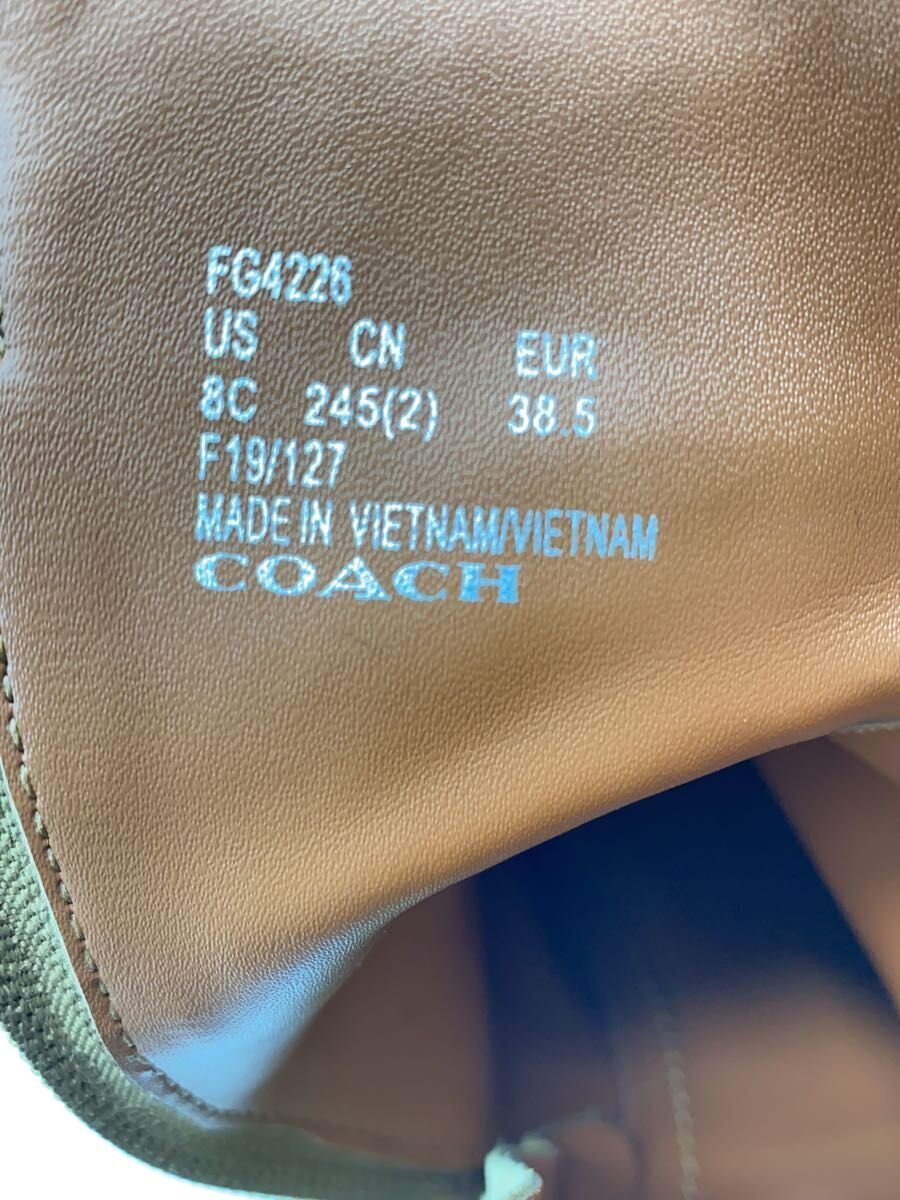 FG4226
US CN EUR
8C 245(2) 38.5
F19/127
MADE IN VIETNAM/VIETNAM
COACH